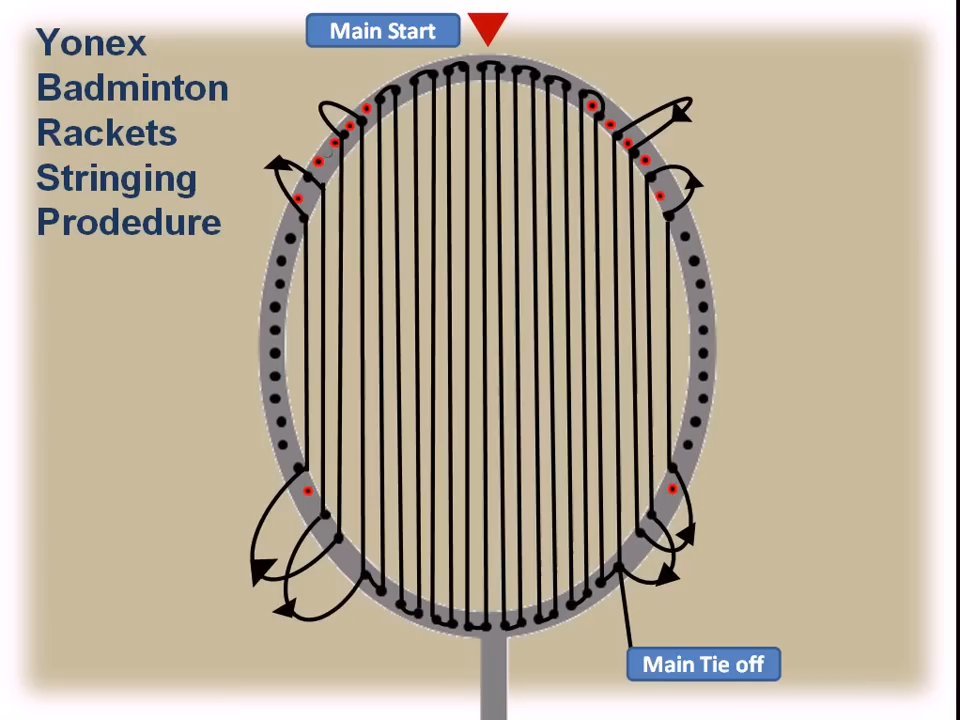 Main Start
Yonex
Badminton
Rackets
Stringing
Prodedure
Main Tie off